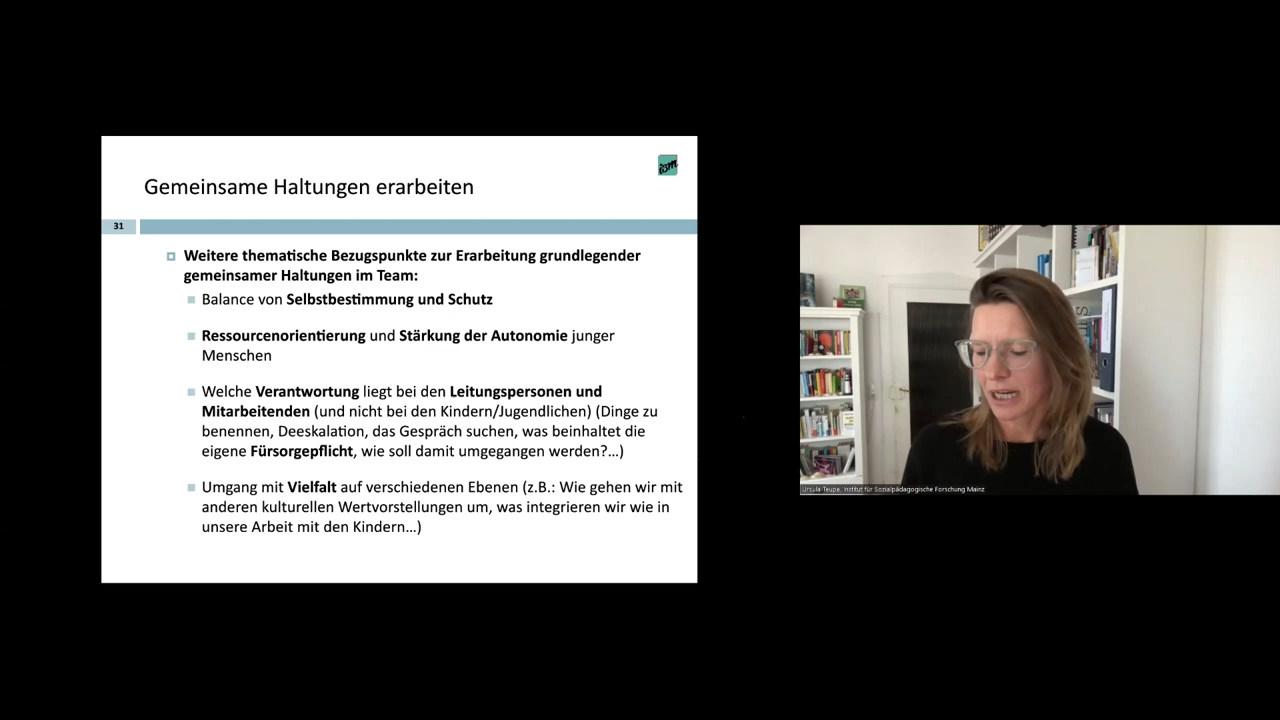 ism
Gemeinsame Haltungen erarbeiten
31
Weitere thematische Bezugspunkte zur Erarbeitung grundlegender
gemeinsamer Haltungen im Team:
Balance von Selbstbestimmung und Schutz
Ressourcenorientierung und Stärkung der Autonomie junger
Menschen
Welche Verantwortung liegt bei den Leitungspersonen und
Mitarbeitenden (und nicht bei den Kindern/Jugendlichen) (Dinge zu
benennen, Deeskalation, das Gespräch suchen, was beinhaltet die
eigene Fürsorgepflicht, wie soll damit umgegangen werden?...)
Umgang mit Vielfalt auf verschiedenen Ebenen (z.B.: Wie gehen wir mit
anderen kulturellen Wertvorstellungen um, was integrieren wir wie in
unsere Arbeit mit den Kindern...)
Ursula Teupe, Institut für Sozialpädagogische Forschung Mainz